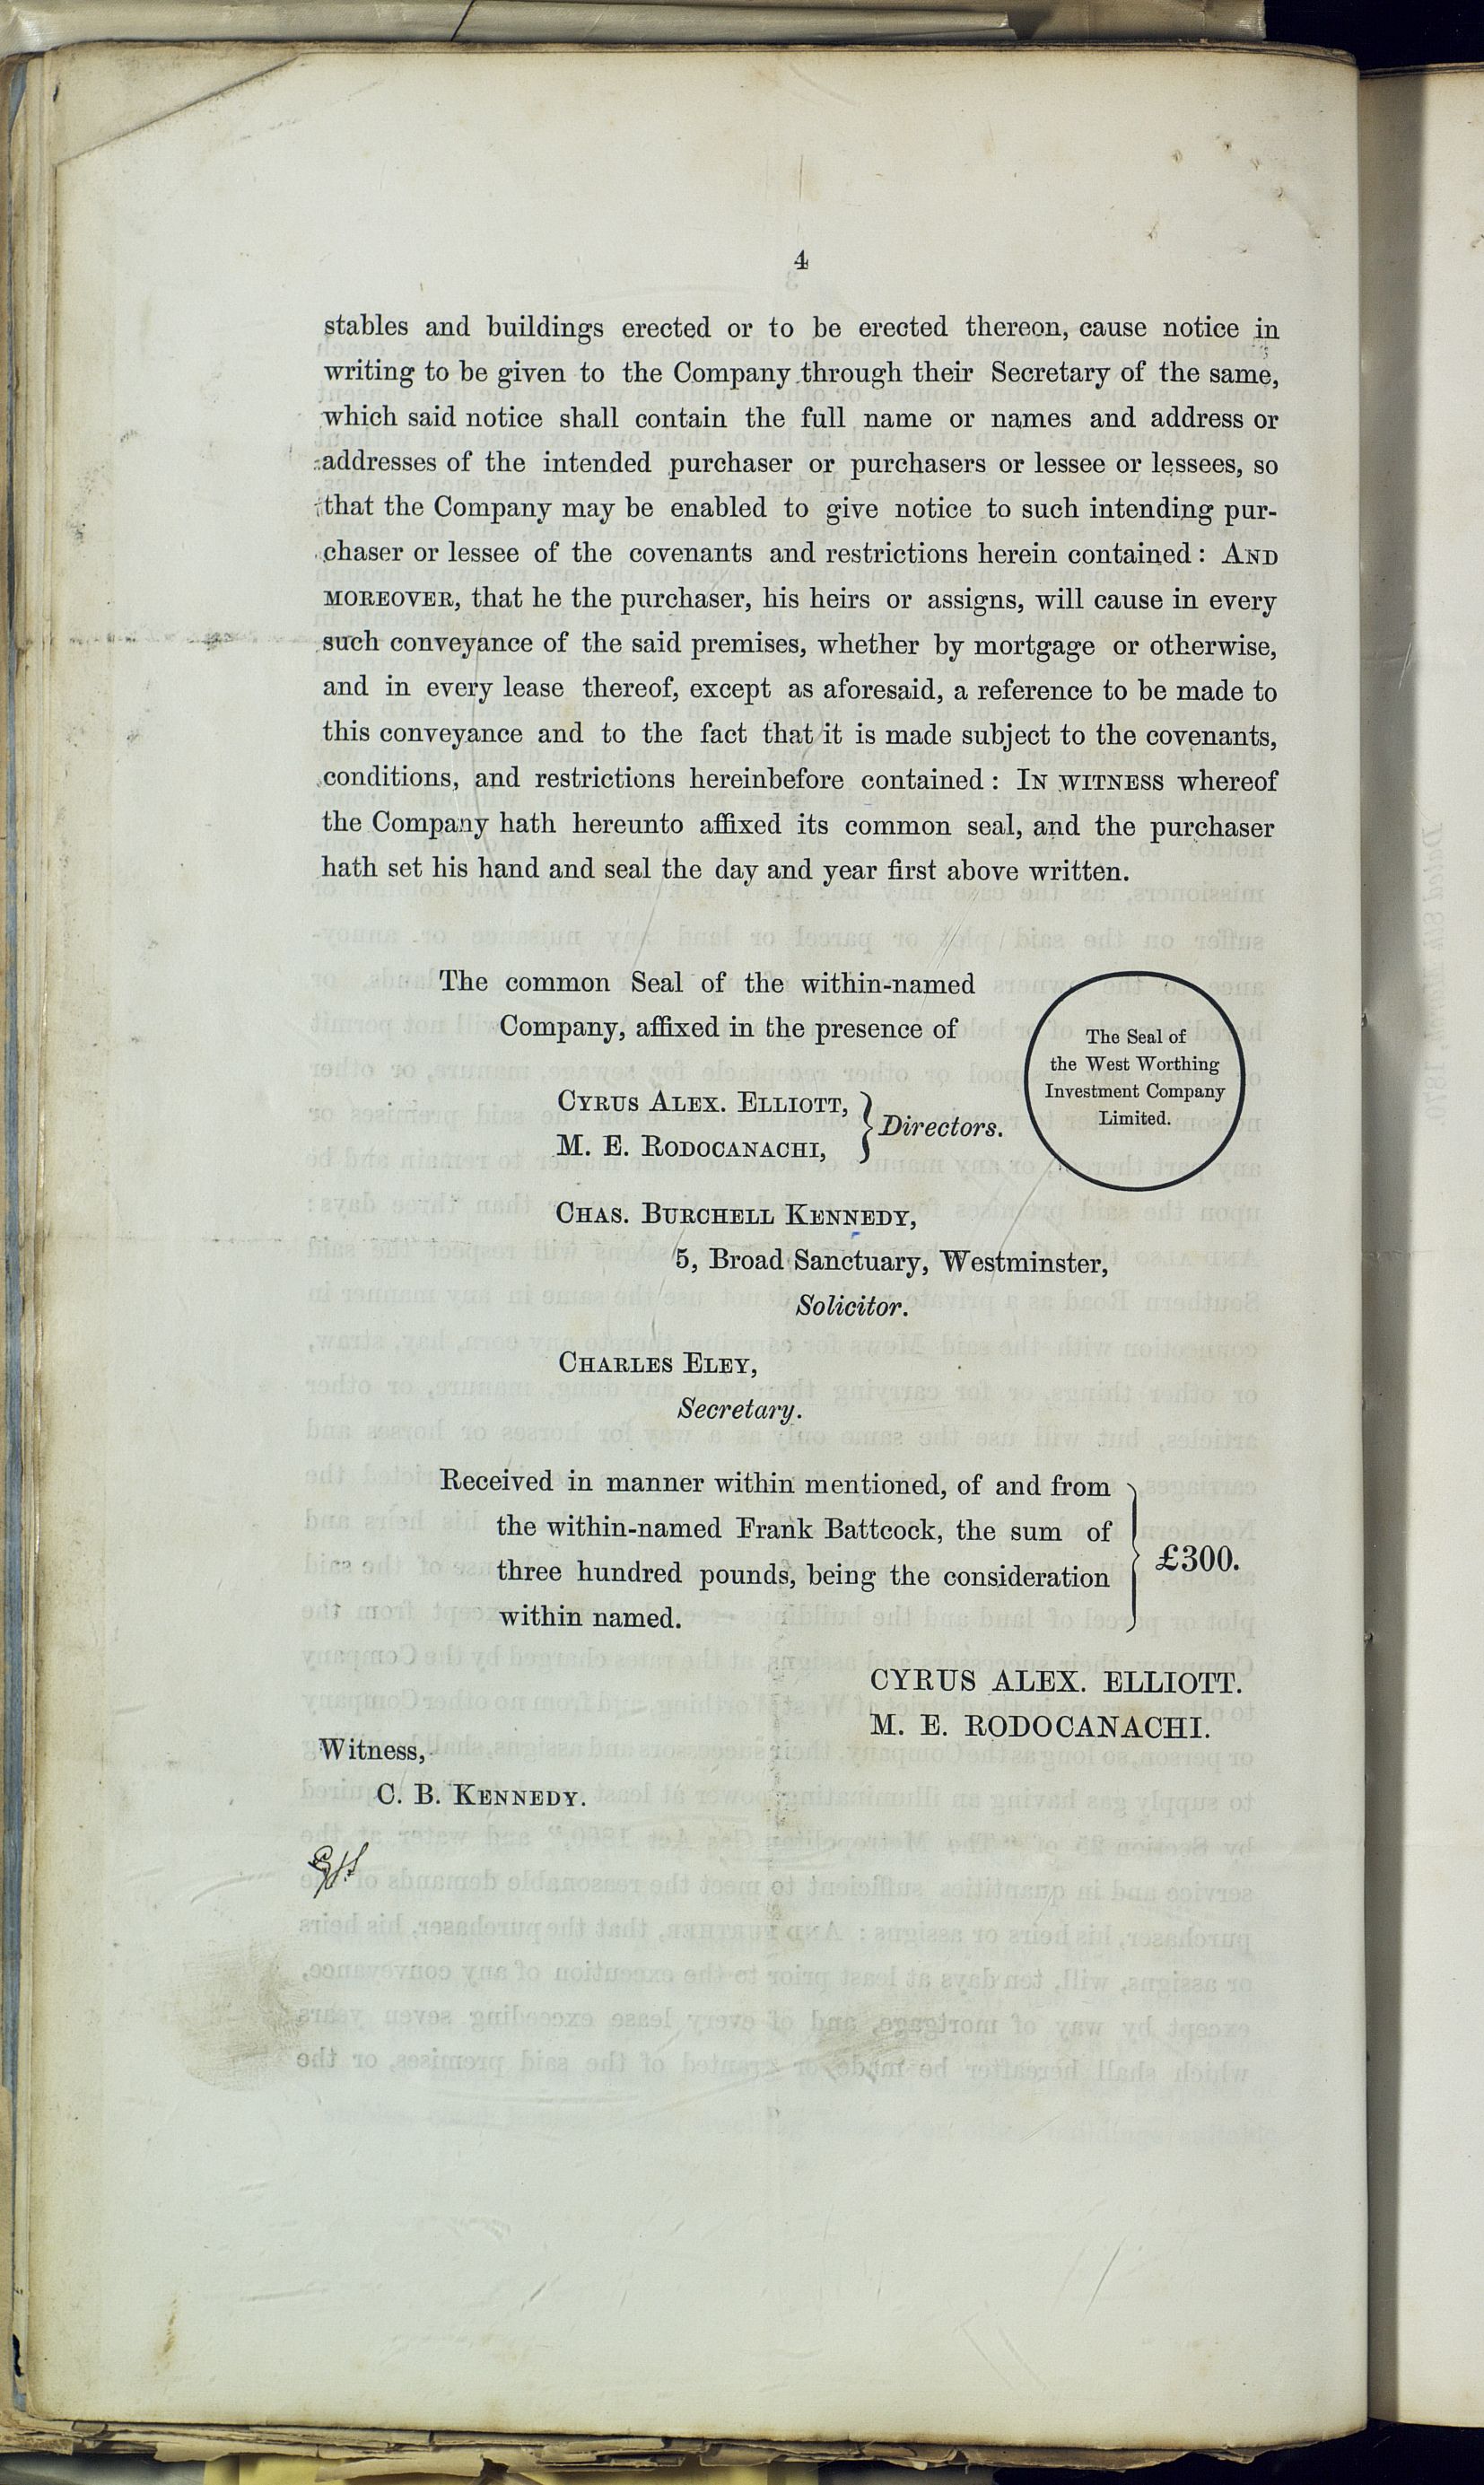 4
stables and buildings erected or to be erected thereon, cause notice in
writing to be given to the Company through their Secretary of the same,
which said notice shall contain the full name or names and address or
addresses of the intended purchaser or purchasers or lessee or lessees, so
that the Company may be enabled to give notice to such intending pur-
chaser or lessee of the covenants and restrictions herein contained: AND
MOREOVER, that he the purchaser, his heirs or assigns, will cause in every
such conveyance of the said premises, whether by mortgage or otherwise,
and in every lease thereof, except as aforesaid, a reference to be made to
this conveyance and to the fact that it is made subject to the covenants,
conditions, and restrictions hereinbefore contained: IN WITNESS whereof
the Company hath hereunto affixed its common seal, and the purchaser
hath set his hand and seal the day and year first above written.
The common Seal of the within-named
Company, affixed in the presence of
CYRUS ALEX. ELLIOTT,
M. E. RODOCANACHI,
Directors.
The Seal of
the West Worthing
Investment Company
Limited.
CHAS. BURCHELL KENNEDY,
5, Broad Sanctuary, Westminster,
Solicitor.
CHARLES ELEY,
Secretary.
Received in manner within mentioned, of and from
the within-named Frank Battcock, the sum of
three hundred pounds, being the consideration
within named.
£300.
CYRUS ALEX. ELLIOTT.
M. E. RODOCANACHI.
Witness,
C. B. KENNEDY.